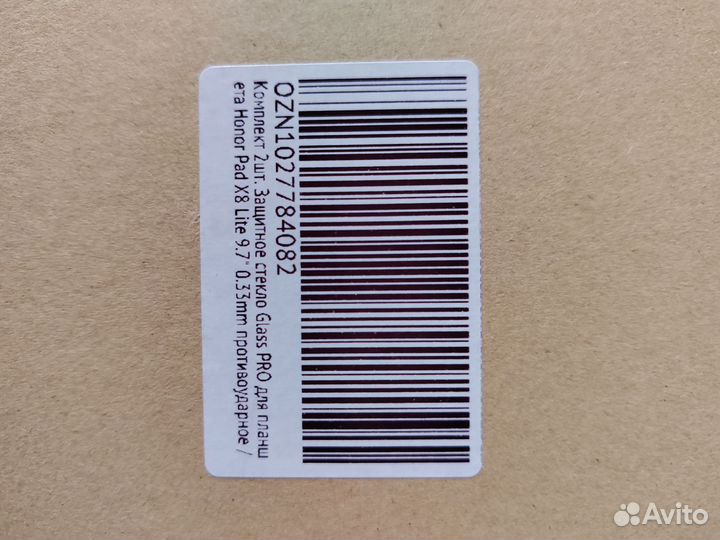 OZN1027784082
Комплект 2шт. Защитное стекло Glass PRO для планш
ета Honor Pad X8 Lite 9.7" 0.33mm противоударное /
Avito